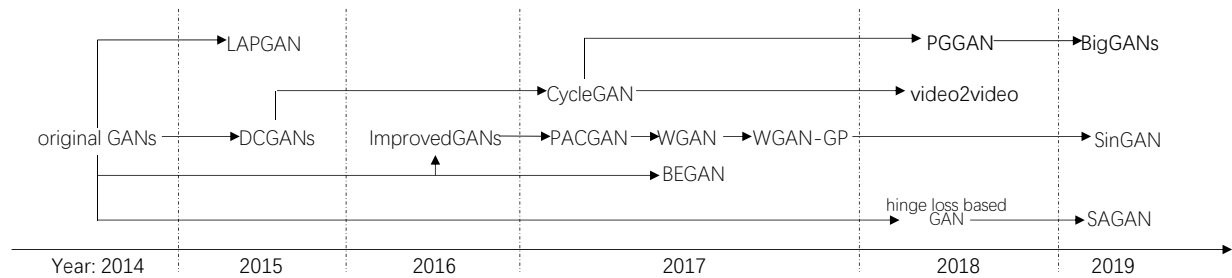 LAPGAN
PGGAN
BigGANs
CycleGAN
video2video
original GANs
DCGANs
ImprovedGANs
PACGAN
WGAN
WGAN-GP
SinGAN
BEGAN
hinge loss based
GAN
SAGAN
Year: 2014
2015
2016
2017
2018
2019